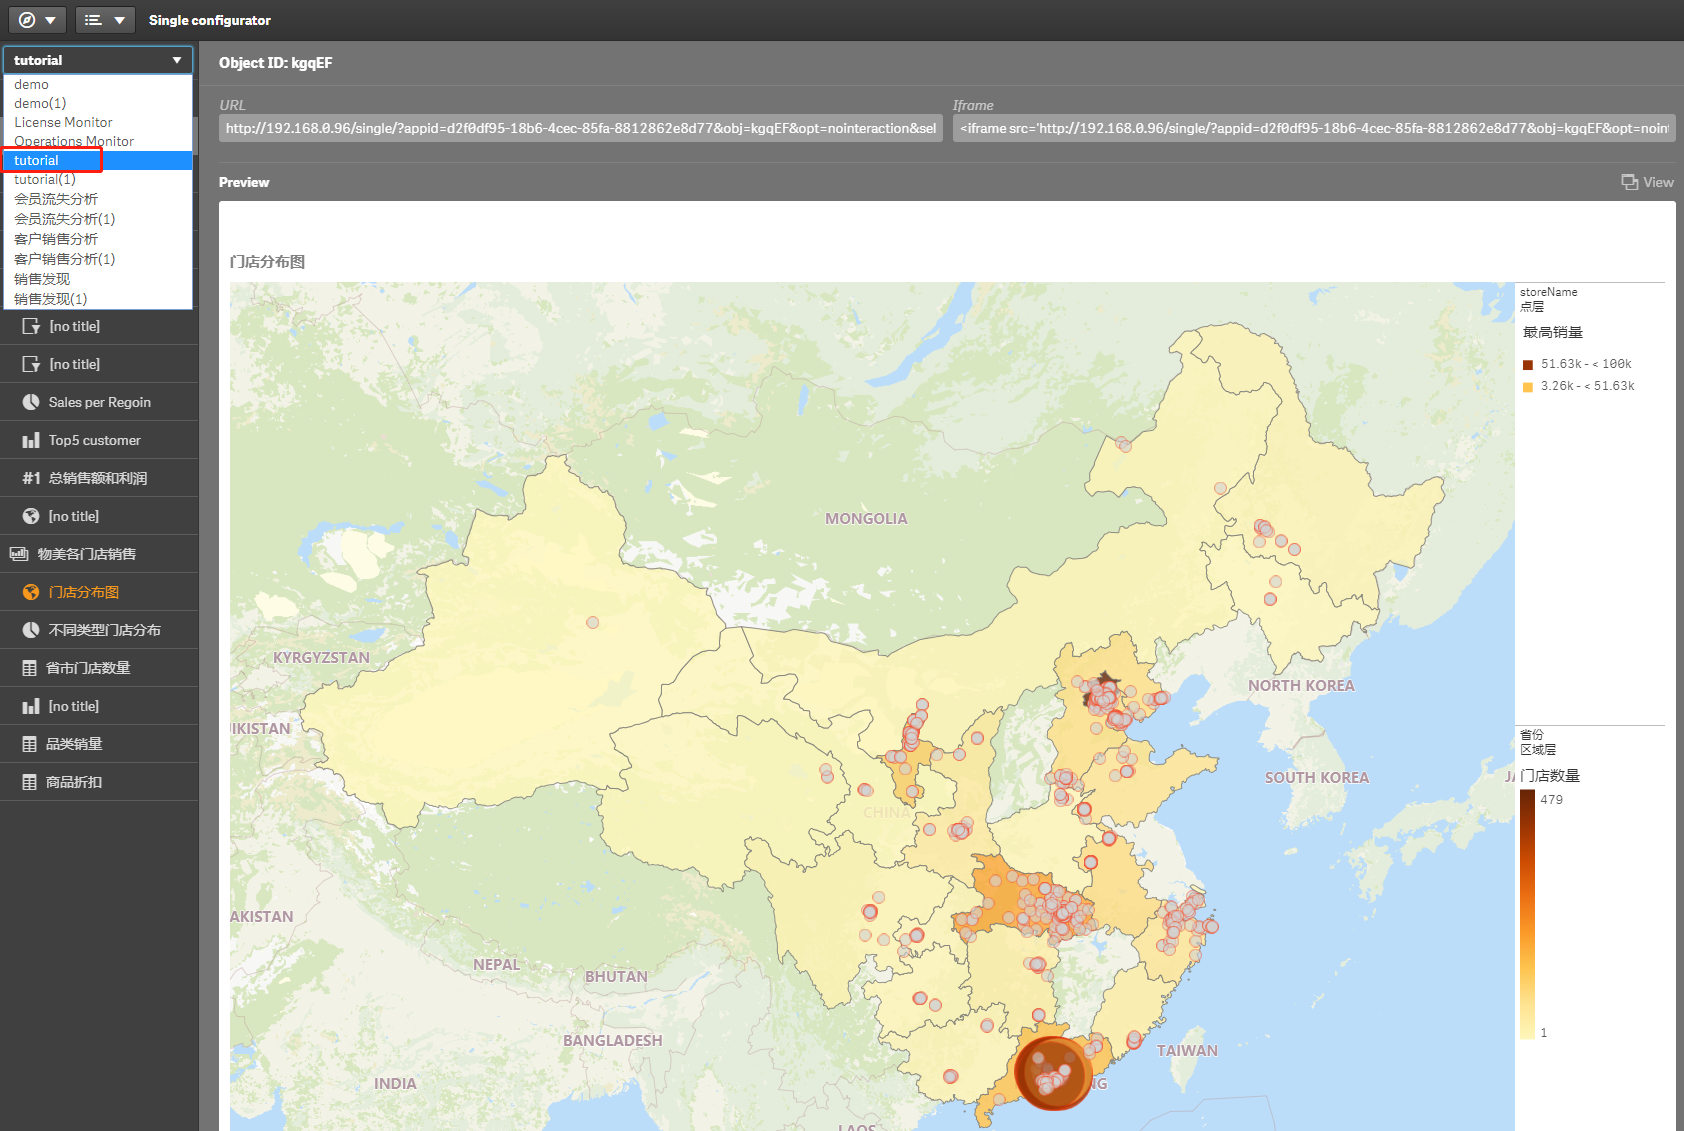 Single configurator
tutorial
demo
demo(1)
License Monitor
Operations Monitor
tutorial
tutorial(1)
会员流失分析
会员流失分析(1)
客户销售分析
客户销售分析(1)
销售发现
销售发现(1)
[no title]
[no title]
Sales per Regoin
Top5 customer
#1 总销售额和利润
[no title]
物美各门店销售
门店分布图
不同类型门店分布
省市门店数量
[no title]
品类销量
商品折扣
Object ID: kgqEF
URL
http://192.168.0.96/single/?appid=d2f0df95-18b6-4cec-85fa-8812862e8d77&obj=kgqEF&opt=nointeraction&sel
Iframe
<iframe src='http://192.168.0.96/single/?appid=d2f0df95-18b6-4cec-85fa-8812862e8d77&obj=kgqEF&opt=noint
Preview
View
门店分布图
MONGOLIA
KYRGYZSTAN
IKISTAN
AKISTAN
CHINA
NORTH KOREA
SOUTH KOREA
JA
NEPAL
BHUTAN
BANGLADESH
INDIA
TAIWAN
NG
LAOS
storeName
点层
最高销量
51.63k - < 100k
3.26k - < 51.63k
省份
区域层
门店数量
479
1